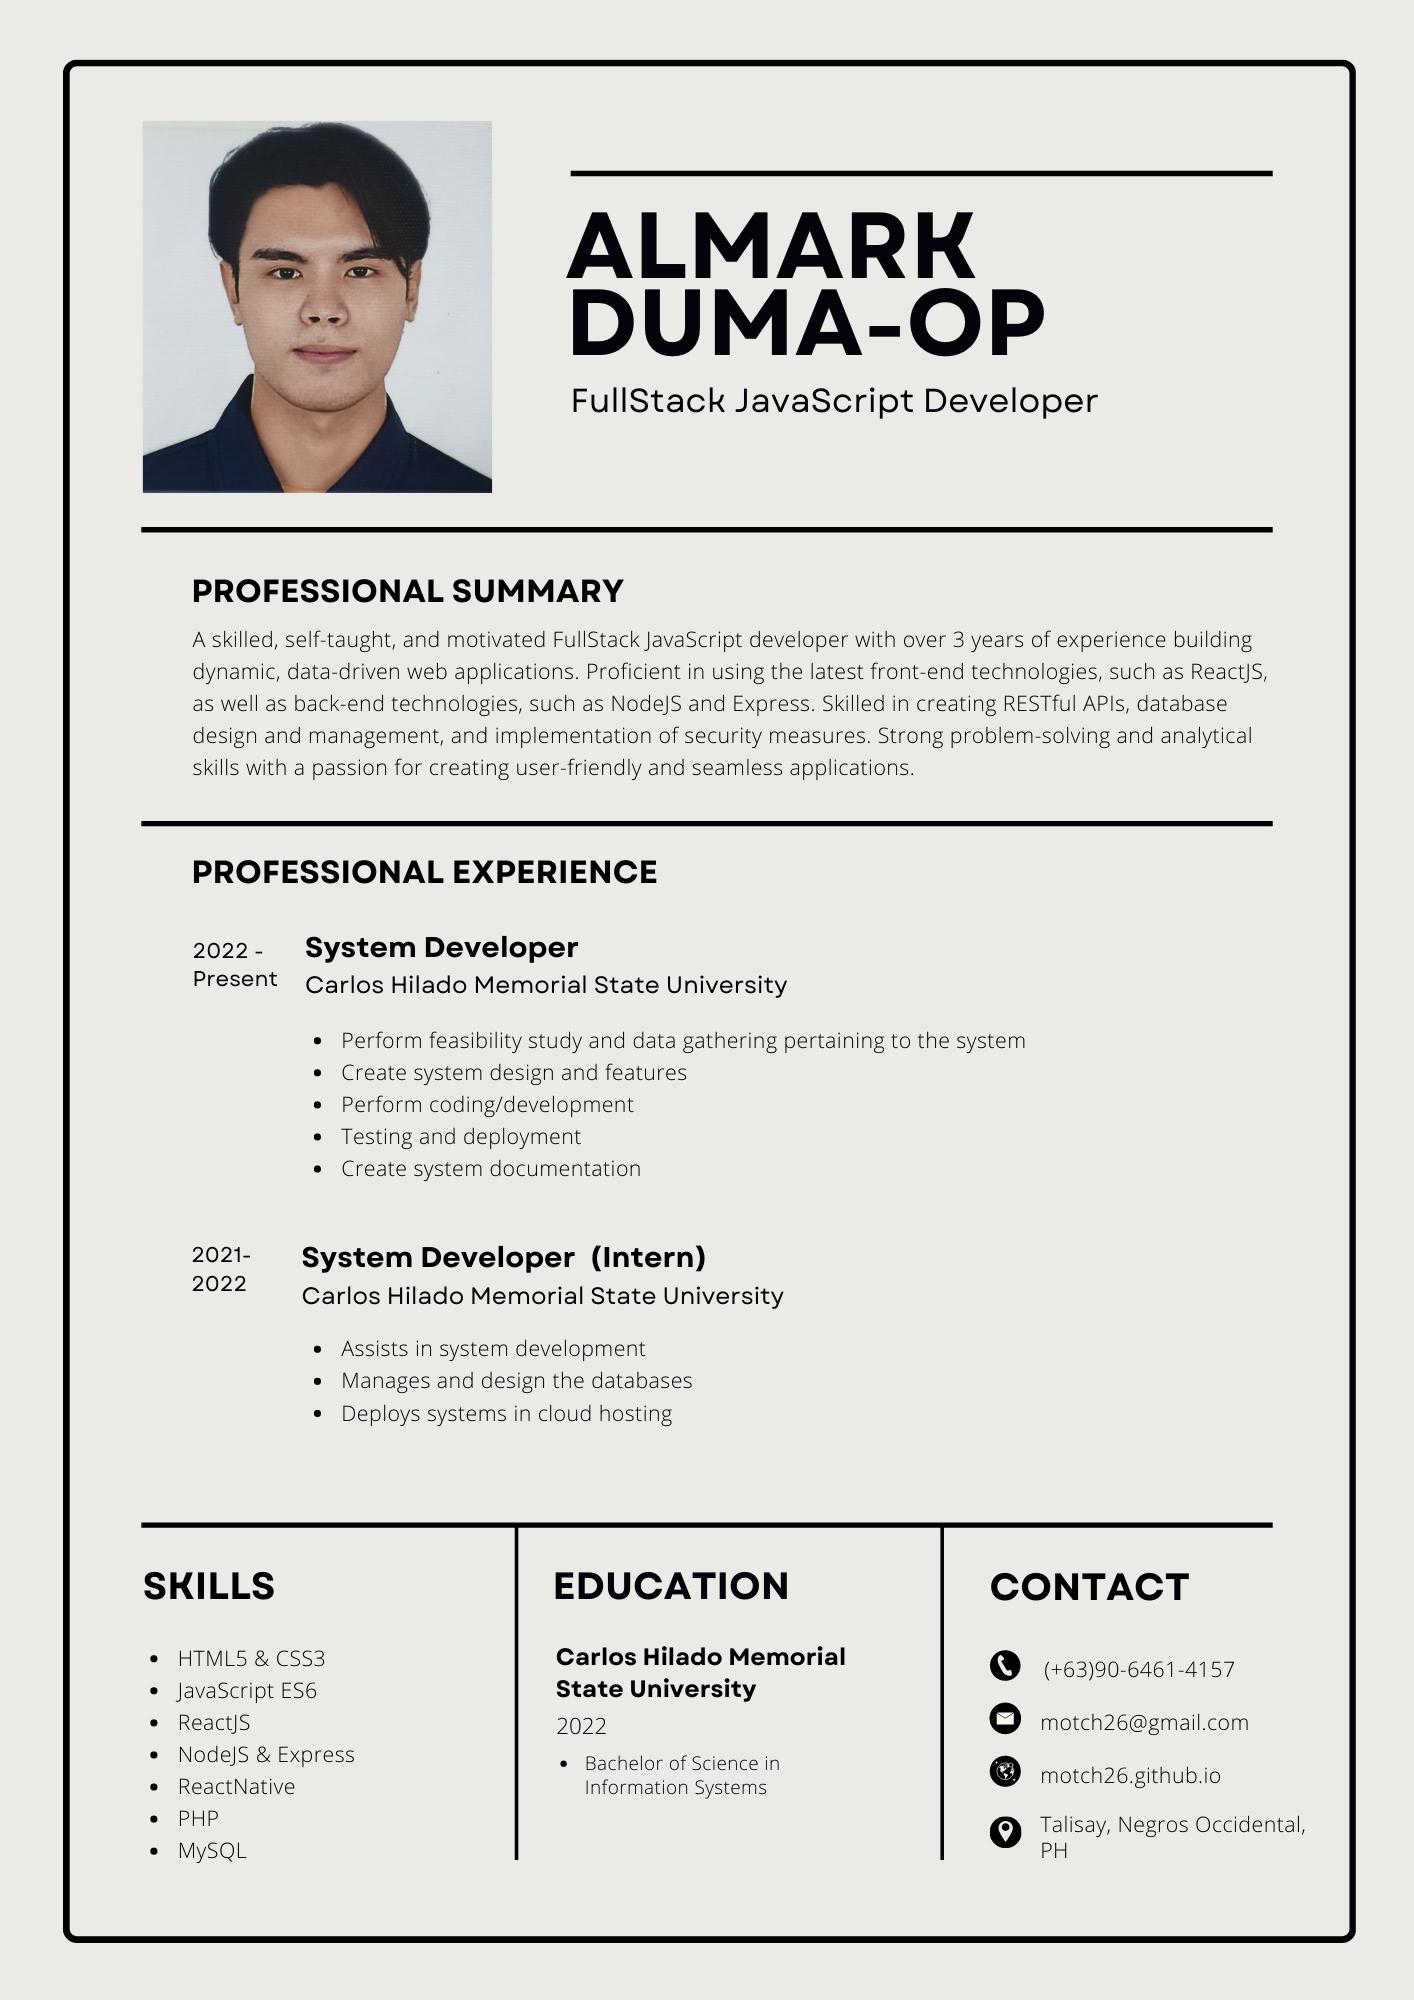 ALMARK
DUMA-OP
FullStack JavaScript Developer
PROFESSIONAL SUMMARY
A skilled, self-taught, and motivated FullStack JavaScript developer with over 3 years of experience building
dynamic, data-driven web applications. Proficient in using the latest front-end technologies, such as ReactJS,
as well as back-end technologies, such as NodeJS and Express. Skilled in creating RESTful APIs, database
design and management, and implementation of security measures. Strong problem-solving and analytical
skills with a passion for creating user-friendly and seamless applications.
PROFESSIONAL EXPERIENCE
2022 -
Present
System Developer
Carlos Hilado Memorial State University
• Perform feasibility study and data gathering pertaining to the system
• Create system design and features
• Perform coding/development
• Testing and deployment
• Create system documentation
2021-
2022
System Developer  (Intern)
Carlos Hilado Memorial State University
• Assists in system development
• Manages and design the databases
• Deploys systems in cloud hosting
SKILLS
• HTML5 & CSS3
• JavaScript ES6
• ReactJS
• NodeJS & Express
• ReactNative
• PHP
• MySQL
EDUCATION
Carlos Hilado Memorial
State University
2022
• Bachelor of Science in
Information Systems
CONTACT
(+63)90-6461-4157
motch26@gmail.com
motch26.github.io
Talisay, Negros Occidental,
PH